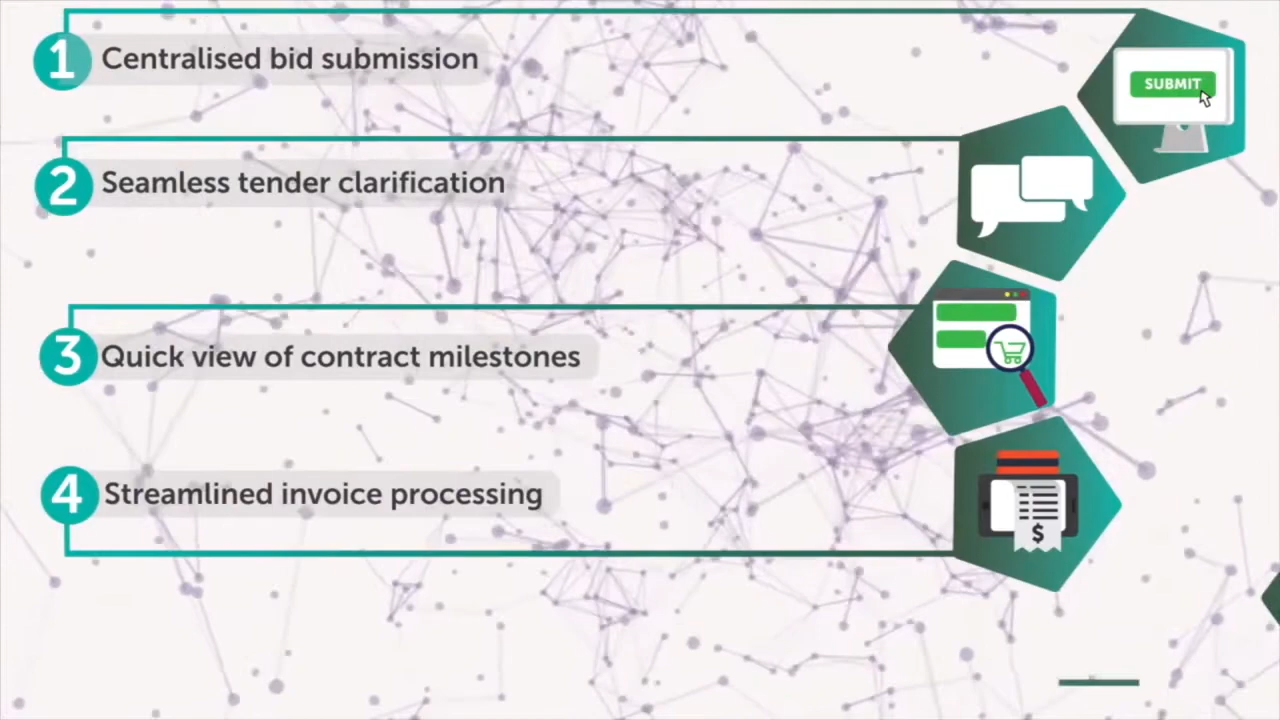 1 Centralised bid submission
SUBMIT
2 Seamless tender clarification
3 Quick view of contract milestones
4 Streamlined invoice processing
$